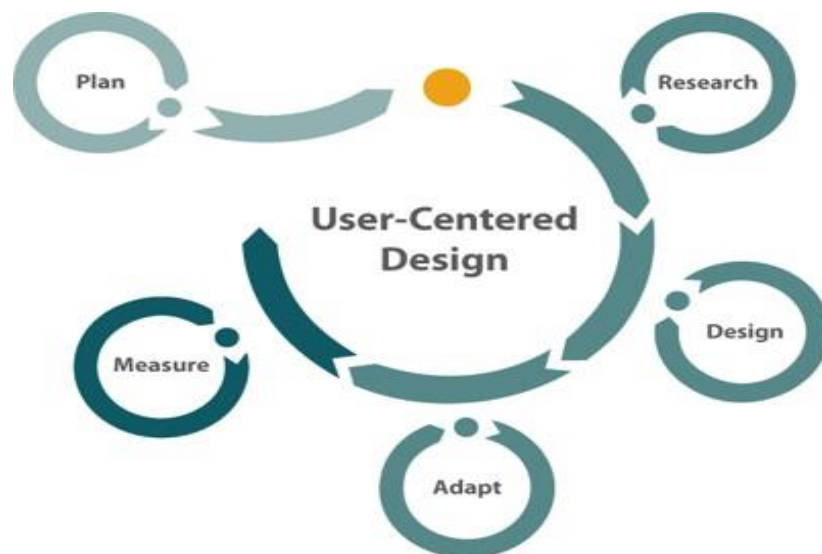 Plan
Research
User-Centered
Design
Design
Measure
Adapt